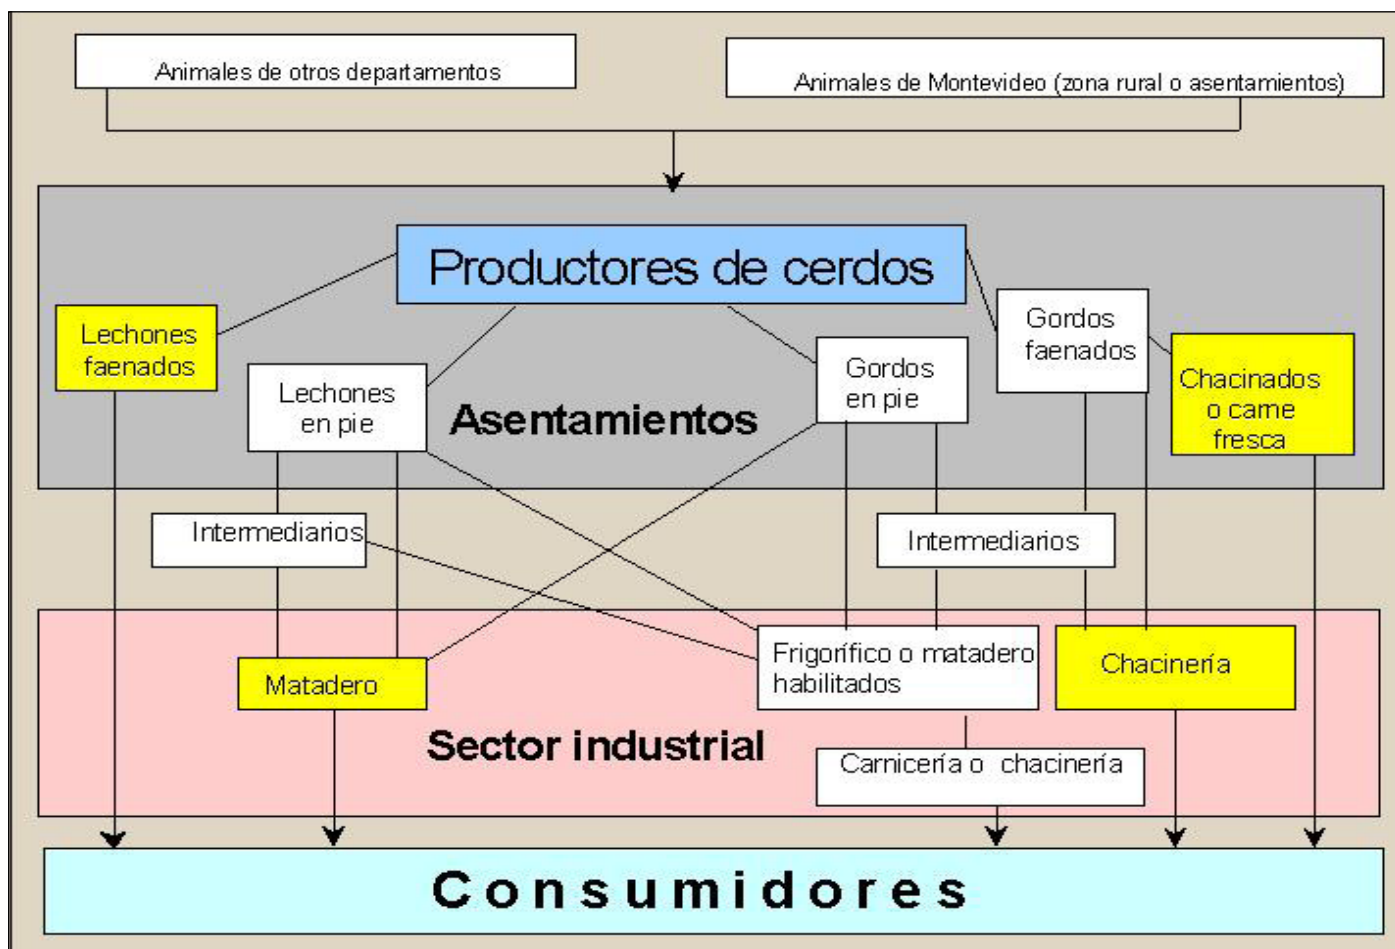 Animales de otros departamentos
Animales de Montevideo (zona rural o asentamientos)
Productores de cerdos
Lechones
faenados
Lechones
en pie
Asentamientos
Gordos
en pie
Gordos
faenados
Chacinados
o carne
fresca
Intermediarios
Intermediarios
Matadero
Frigorífico o matadero
habilitados
Chacinería
Sector industrial
Carnicería o chacinería
Consumidores